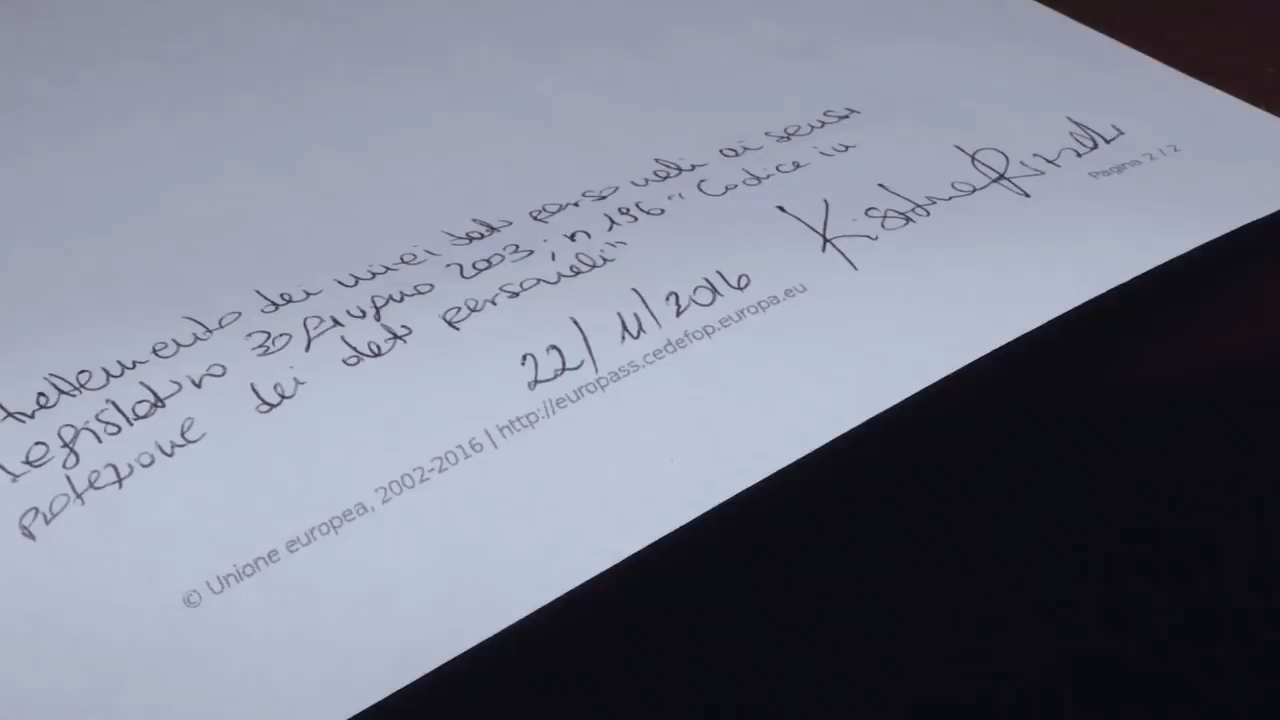 trattamento dei miei dati personali ai sensi
Legislativo 30 giugno 2003, n 196 "Codice in
protezione dei dati personali"
22/11/2016
© Unione europea, 2002-2016 | http://europass.cedefop.europa.eu
Pagina 2 / 2